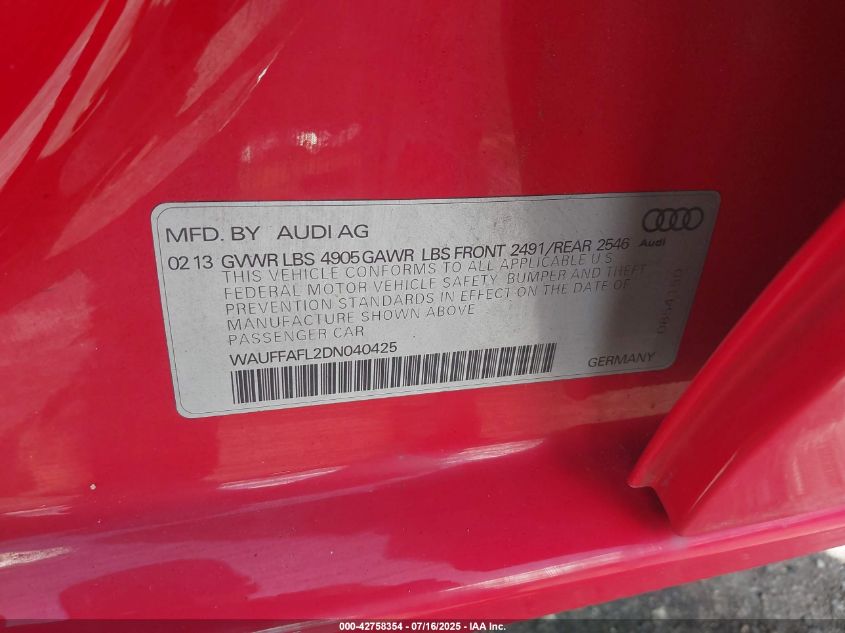 MFD. BY AUDI AG
Audi
02 13 GVWR LBS 4905 GAWR LBS FRONT 2491/REAR 2546
THIS VEHICLE CONFORMS TO ALL APPLICABLE U.S
FEDERAL MOTOR VEHICLE SAFETY, BUMPER AND THEFT
PREVENTION STANDARDS IN EFFECT ON THE DATE OF
MANUFACTURE SHOWN ABOVE
PASSENGER CAR
WAUFFAFL2DN040425
GERMANY
000-42758354 - 07/16/2025 - IAA Inc.